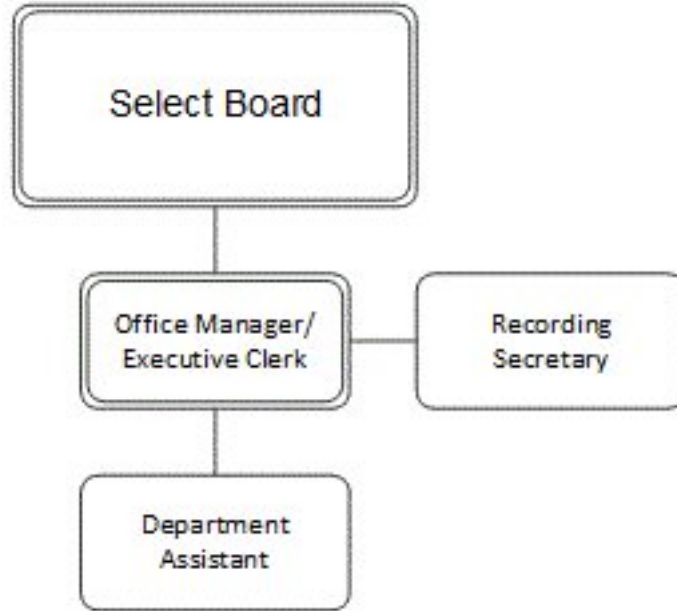 Select Board
Office Manager/
Executive Clerk
Recording
Secretary
Department
Assistant